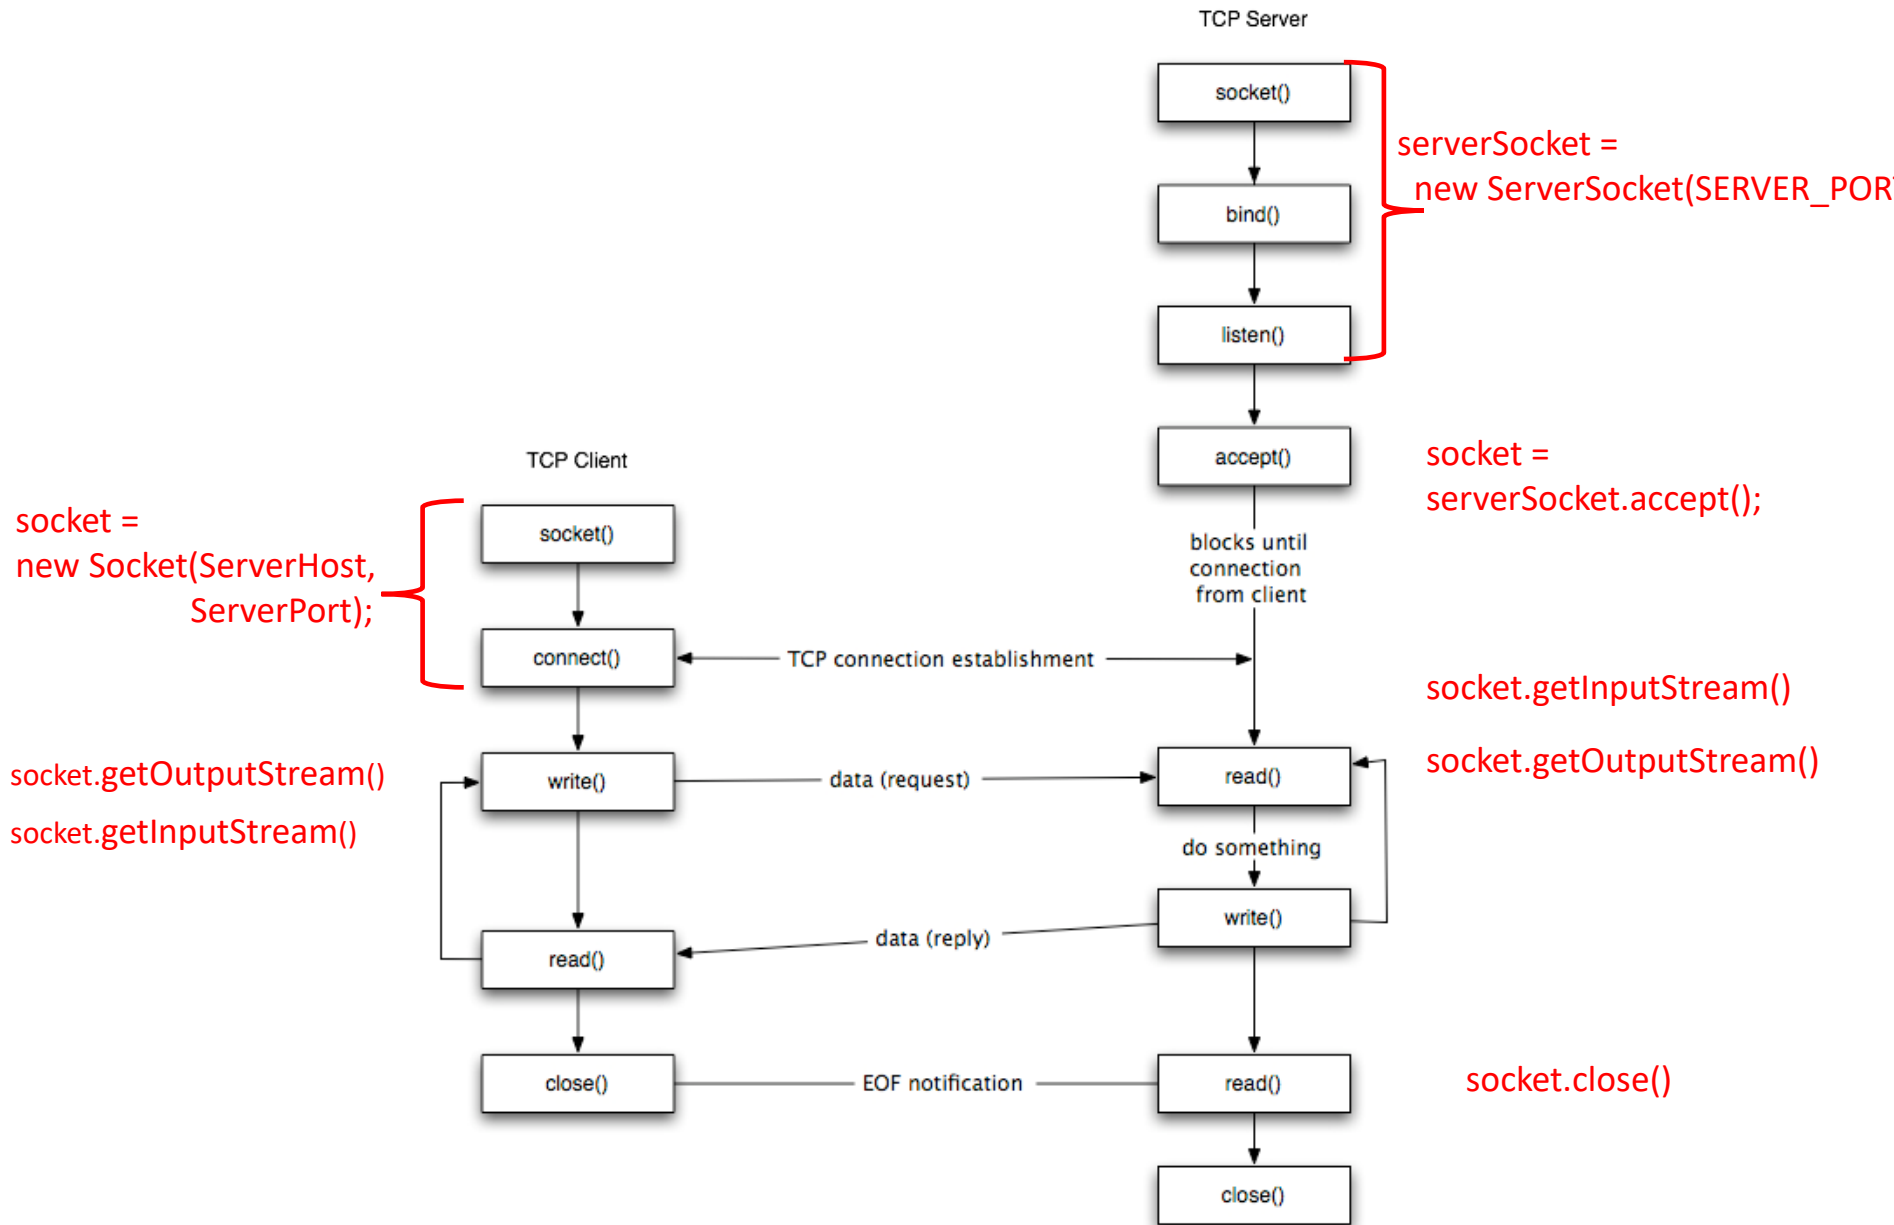 TCP Server
socket()
serverSocket =
new ServerSocket(SERVER_POR
bind()
listen()
accept()
socket =
serverSocket.accept();
blocks until
connection
from client
TCP Client
socket =
new Socket(ServerHost,
ServerPort);
socket()
connect()
TCP connection establishment
socket.getInputStream()
socket.getOutputStream()
socket.getOutputStream()
socket.getInputStream()
write()
data (request)
read()
do something
write()
data (reply)
read()
close()
EOF notification
read()
socket.close()
close()